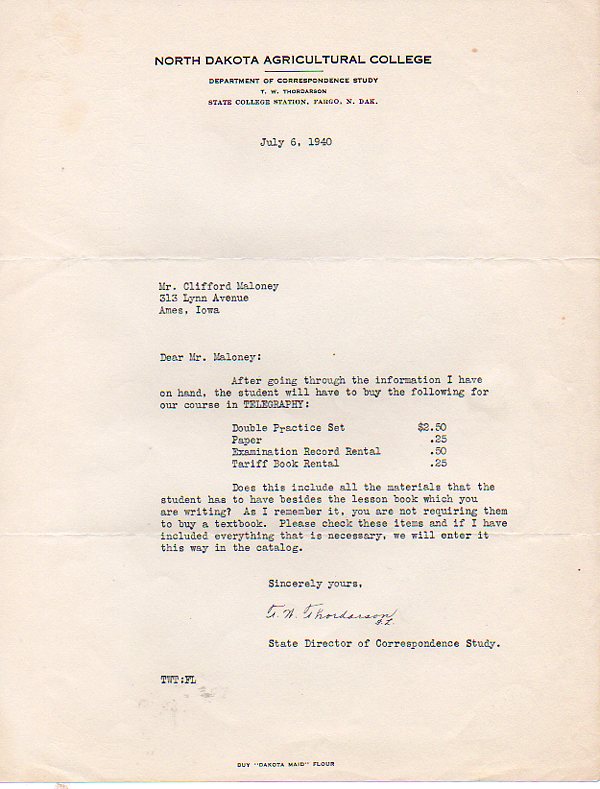 NORTH DAKOTA AGRICULTURAL COLLEGE
DEPARTMENT OF CORRESPONDENCE STUDY
T. W. THORDARSON
STATE COLLEGE STATION, FARGO, N. DAK.
July 6, 1940
Mr. Clifford Maloney
313 Lynn Avenue
Ames, Iowa
Dear Mr. Maloney:
After going through the information I have
on hand, the student will have to buy the following for
our course in TELEGRAPHY:
Double Practice Set $2.50
Paper .25
Examination Record Rental .50
Tariff Book Rental .25
Does this include all the materials that the
student has to have besides the lesson book which you
are writing? As I remember it, you are not requiring them
to buy a textbook. Please check these items and if I have
included everything that is necessary, we will enter it
this way in the catalog.
Sincerely yours,
T. W. Thordarson
F.L.
State Director of Correspondence Study.
TWT:FL
BUY "DAKOTA MAID" FLOUR